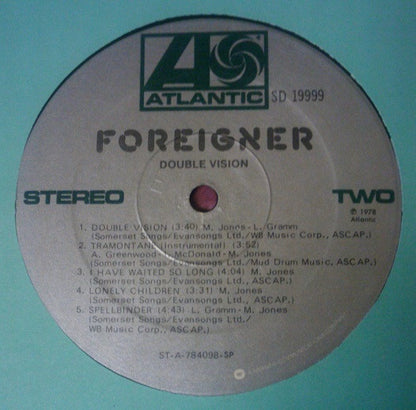 ATLANTIC
SD 19999
FOREIGNER
DOUBLE VISION
STEREO
TWO
℗ 1978
Atlantic
1. DOUBLE VISION (3:40) M. Jones-L. Gramm
(Somerset Songs/Evansongs Ltd./WB Music Corp., ASCAP.)
2. TRAMONTANE (Instrumental) (3:52)
A. Greenwood-I. McDonald-M. Jones
(Somerset Songs/Evansongs Ltd./Mud Drum Music, ASCAP.)
3. I HAVE WAITED SO LONG (4:04) M. Jones
(Somerset Songs/Evansongs Ltd., ASCAP.)
4. LONELY CHILDREN (3:31) M. Jones
(Somerset Songs/Evansongs Ltd., ASCAP.)
5. SPELLBINDER (4:43) L. Gramm-M. Jones
(Somerset Songs/Evansongs Ltd./
WB Music Corp., ASCAP.)
ST-A-784098-SP